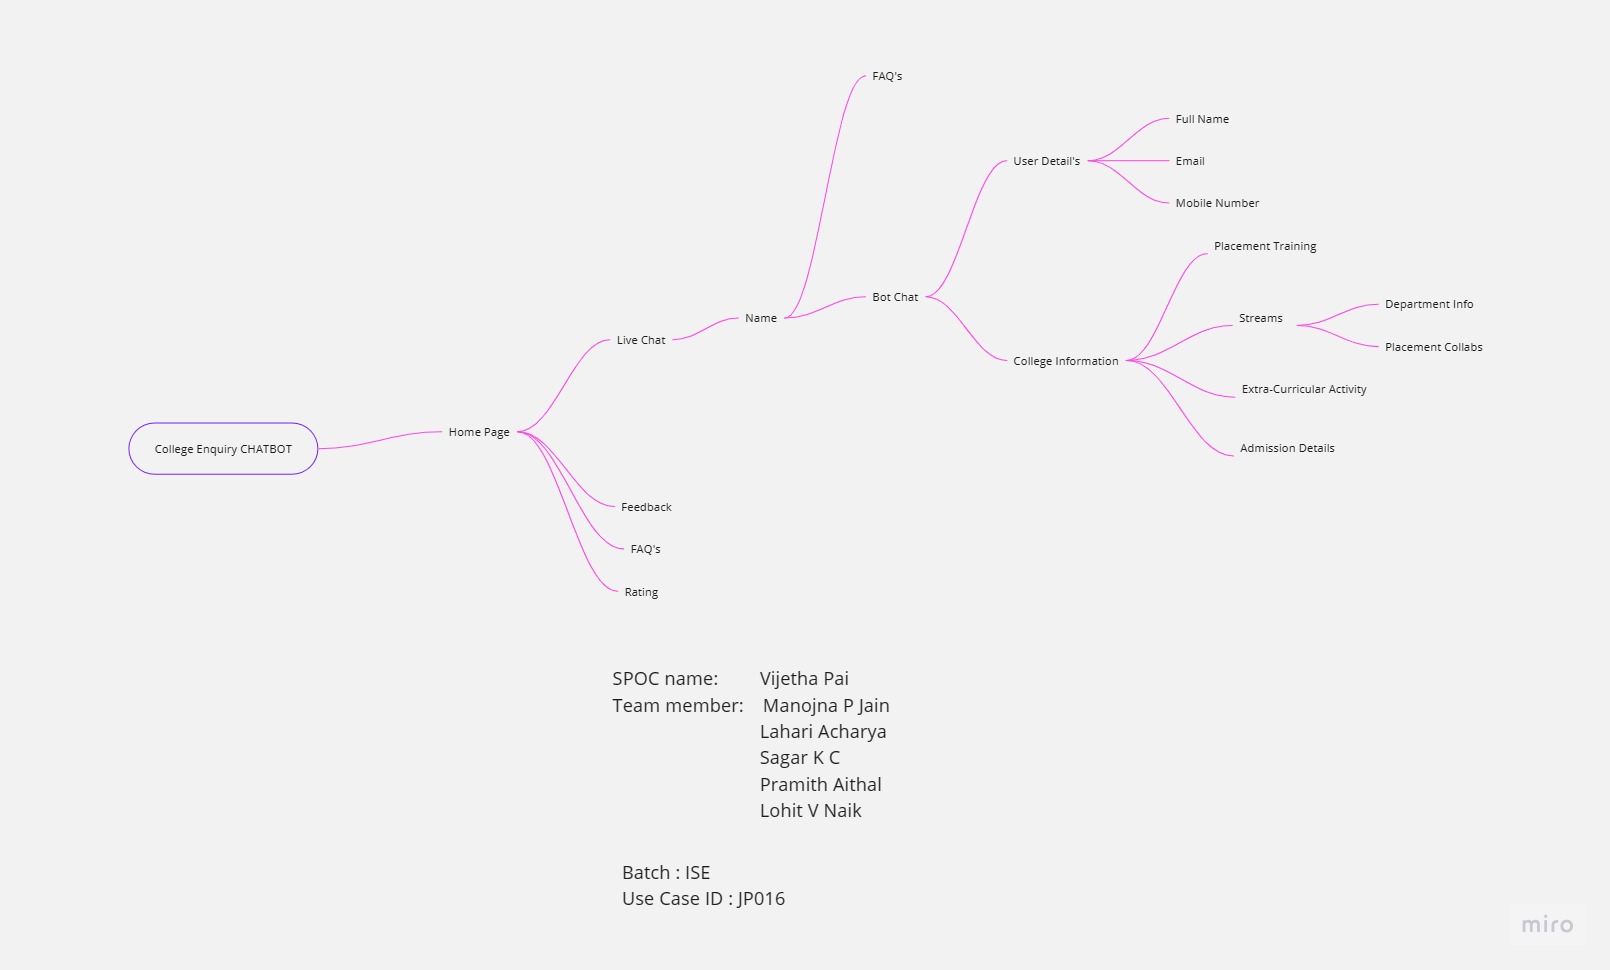 FAQ's
Full Name
User Detail's
Email
Mobile Number
Placement Training
Bot Chat
Department Info
Name
Streams
Live Chat
Placement Collabs
College Information
Extra-Curricular Activity
Home Page
College Enquiry CHATBOT
Admission Details
Feedback
FAQ's
Rating
SPOC name: Vijetha Pai
Team member: Manojna P Jain
Lahari Acharya
Sagar K C
Pramith Aithal
Lohit V Naik
Batch : ISE
Use Case ID : JP016
miro